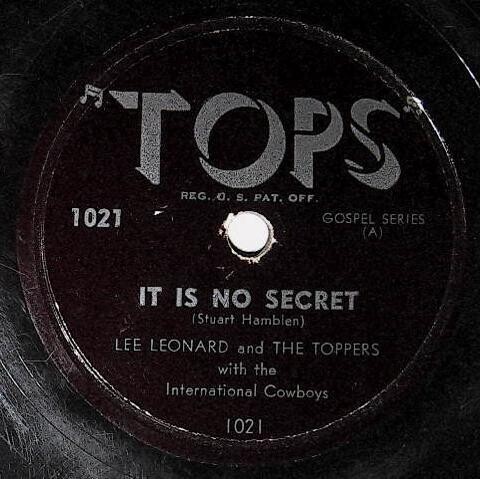 TOPS
REG. U. S. PAT. OFF.
1021
GOSPEL SERIES
(A)
IT IS NO SECRET
(Stuart Hamblen)
LEE LEONARD and THE TOPPERS
with the
International Cowboys
1021